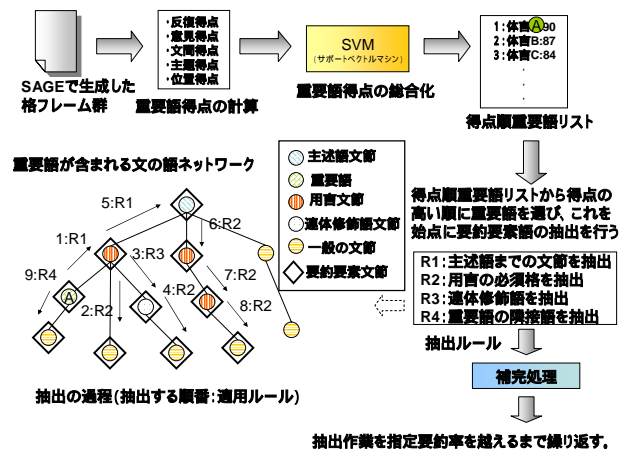 SAGEで生成した
格フレーム群
・反復得点
・意見得点
・文間得点
・主題得点
・位置得点
重要語得点の計算
SVM
(サポートベクトルマシン)
重要語得点の総合化
1:体言A:90
2:体言B:87
3:体言C:84
.
.
.
得点順重要語リスト
重要語が含まれる文の語ネットワーク
5:R1
6:R2
1:R1
3:R3
7:R2
9:R4
A
4:R2
2:R2
8:R2
主述語文節
重要語
用言文節
連体修飾語文節
一般の文節
要約要素文節
抽出の過程(抽出する順番:適用ルール)
得点順重要語リストから得点の
高い順に重要語を選び、これを
始点に要約要素語の抽出を行う
R1:主述語までの文節を抽出
R2:用言の必須格を抽出
R3:連体修飾語を抽出
R4:重要語の隣接語を抽出
抽出ルール
補完処理
抽出作業を指定要約率を越えるまで繰り返す。